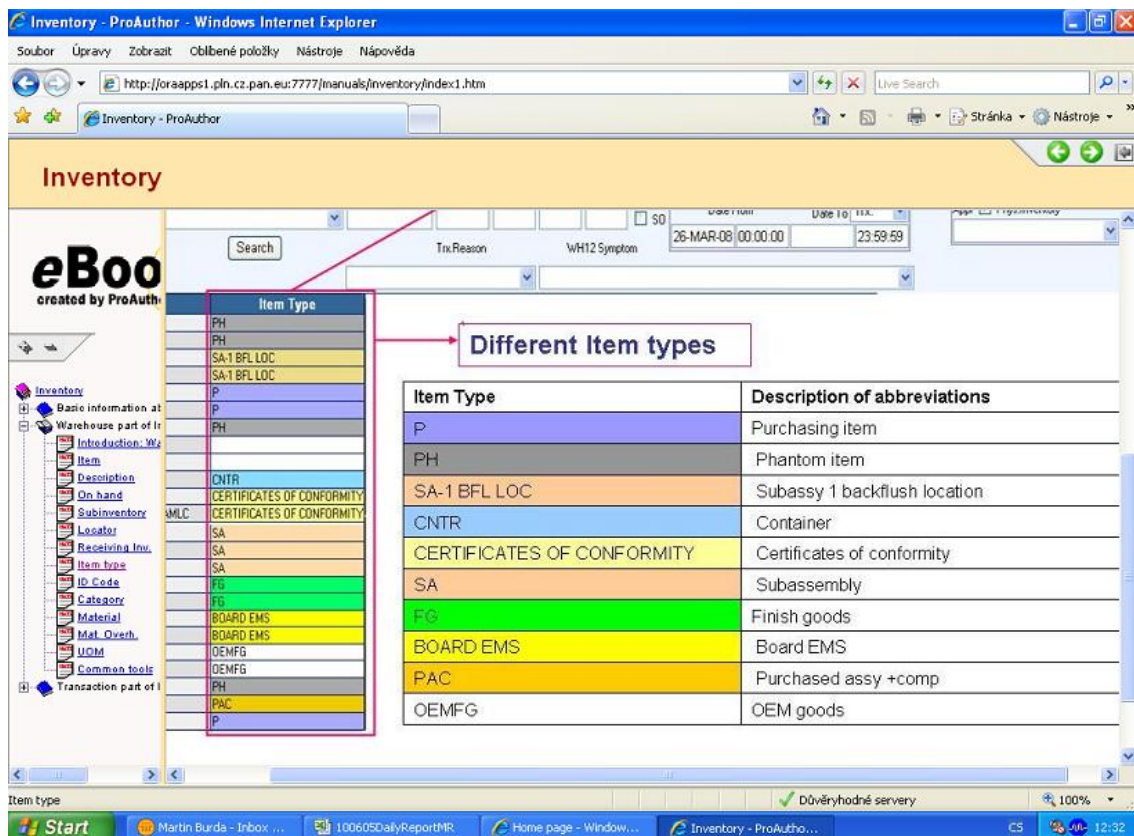 Inventory - ProAuthor - Windows Internet Explorer
Soubor Úpravy Zobrazit Oblíbené položky Nástroje Nápověda
http://oraapps1.pln.cz.pan.eu:7777/manuals/inventory/index1.htm Live Search
Inventory - ProAuthor Stránka Nástroje
Inventory
SO Date From Date To Trx.
Search Trx.Reason WH12 Symptom 26-MAR-08 00:00:00 23:59:59
eBoo
created by ProAuth
Item Type
PH
PH
SA-1 BFL LOC
SA-1 BFL LOC
P
P
PH
CNTR
CERTIFICATES OF CONFORMITY
AMLC CERTIFICATES OF CONFORMITY
SA
SA
SA
FG
FG
BOARD EMS
BOARD EMS
OEMFG
OEMFG
PH
PAC
P
Different Item types
Item Type Description of abbreviations
P Purchasing item
PH Phantom item
SA-1 BFL LOC Subassy 1 backflush location
CNTR Container
CERTIFICATES OF CONFORMITY Certificates of conformity
SA Subassembly
FG Finish goods
BOARD EMS Board EMS
PAC Purchased assy +comp
OEMFG OEM goods
Inventory
Basic information at
Warehouse part of Ir
Introduction: Wa
Item
Description
On hand
Subinventory
Locator
Receiving Inv.
Item type
ID Code
Category
Material
Mat. Overh.
UOM
Common tools
Transaction part of I
Item type Důvěryhodné servery 100%
Start Martin Burda - Inbox ... 100605DailyReportMR Home page - Window... Inventory - ProAutho... CS 12:32